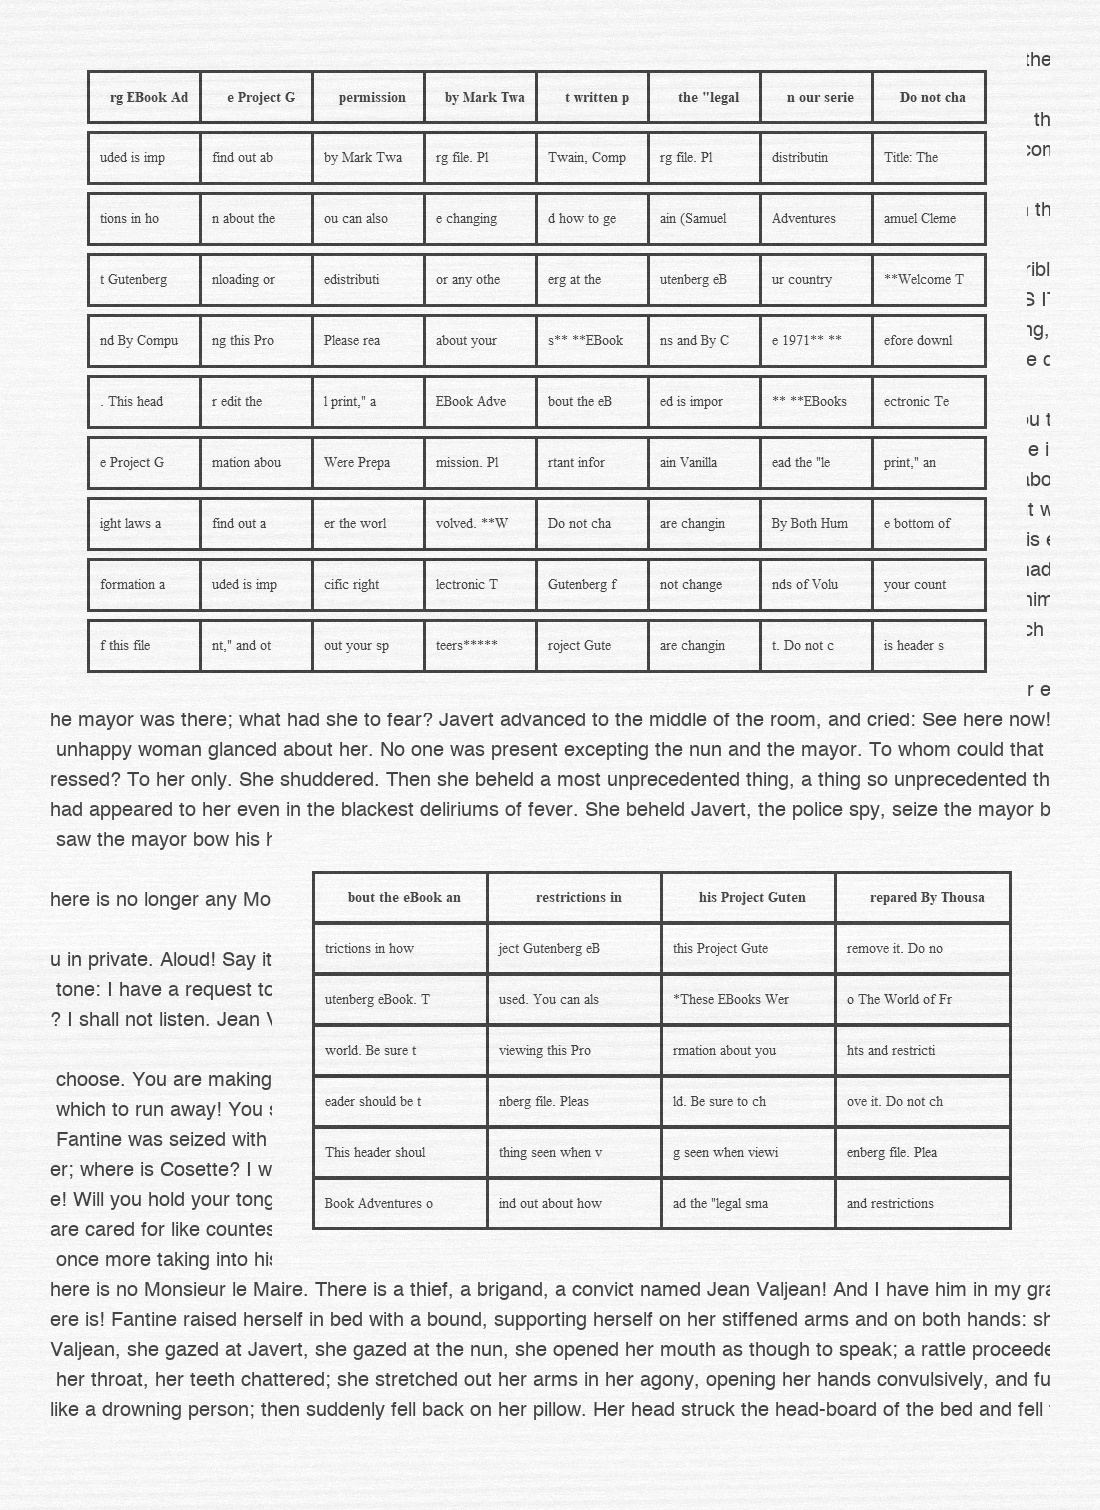 the
rg EBook Ad e Project G permission by Mark Twa t written p the "legal n our serie Do not cha
th
uded is imp find out ab by Mark Twa rg file. Pl Twain, Comp rg file. Pl distributin Title: The
con
tions in ho n about the ou can also e changing d how to ge ain (Samuel Adventures amuel Cleme
th
t Gutenberg nloading or edistributi or any othe erg at the utenberg eB ur country **Welcome T
ribl
S IT
nd By Compu ng this Pro Please rea about your s** **EBook ns and By C e 1971** ** efore downl
ng,
e c
. This head r edit the l print," a EBook Adve bout the eB ed is impor ** **EBooks ectronic Te
u t
e Project G mation abou Were Prepa mission. Pl rtant infor ain Vanilla ead the "le print," an
e i
abo
ight laws a find out a er the worl volved. **W Do not cha are changin By Both Hum e bottom of
t w
is e
formation a uded is imp cific right lectronic T Gutenberg f not change nds of Volu your count
nad
him
f this file nt," and ot out your sp teers***** roject Gute are changin t. Do not c is header s
ch
r e
he mayor was there; what had she to fear? Javert advanced to the middle of the room, and cried: See here now!
unhappy woman glanced about her. No one was present excepting the nun and the mayor. To whom could that
ressed? To her only. She shuddered. Then she beheld a most unprecedented thing, a thing so unprecedented th
had appeared to her even in the blackest deliriums of fever. She beheld Javert, the police spy, seize the mayor b
saw the mayor bow his h
here is no longer any Mo
bout the eBook an restrictions in his Project Guten repared By Thousa
trictions in how ject Gutenberg eB this Project Gute remove it. Do no
u in private. Aloud! Say it
tone: I have a request to
utenberg eBook. T used. You can als *These EBooks Wer o The World of Fr
? I shall not listen. Jean V
world. Be sure t viewing this Pro rmation about you hts and restricti
choose. You are making
eader should be t nberg file. Pleas ld. Be sure to ch ove it. Do not ch
which to run away! You s
Fantine was seized with
This header shoul thing seen when v g seen when viewi enberg file. Plea
er; where is Cosette? I w
e! Will you hold your tong
Book Adventures o ind out about how ad the "legal sma and restrictions
are cared for like countes
once more taking into his
here is no Monsieur le Maire. There is a thief, a brigand, a convict named Jean Valjean! And I have him in my gra
ere is! Fantine raised herself in bed with a bound, supporting herself on her stiffened arms and on both hands: sh
Valjean, she gazed at Javert, she gazed at the nun, she opened her mouth as though to speak; a rattle proceede
her throat, her teeth chattered; she stretched out her arms in her agony, opening her hands convulsively, and fu
like a drowning person; then suddenly fell back on her pillow. Her head struck the head-board of the bed and fell